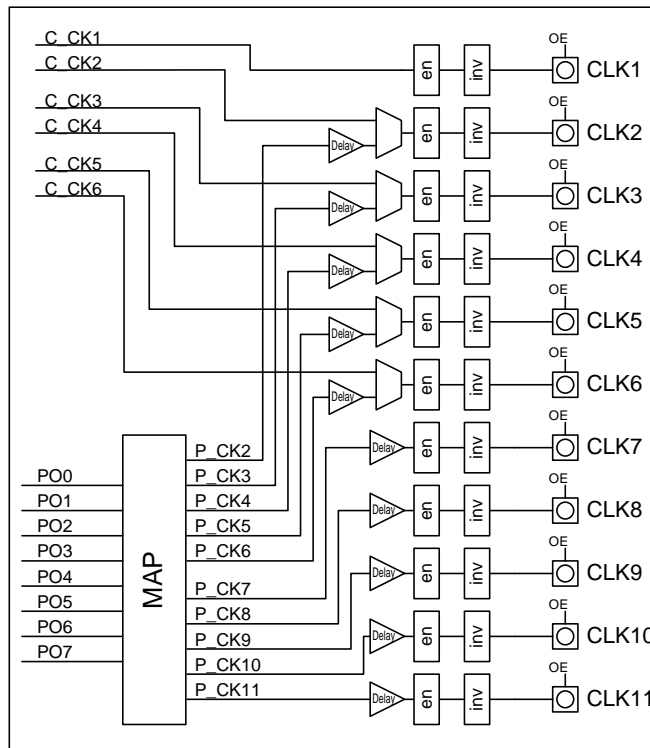 OE
C_CK1
en
inv
CLK1
C_CK2
OE
C_CK3
Delay
en
inv
CLK2
C_CK4
OE
C_CK5
Delay
en
inv
CLK3
C_CK6
OE
Delay
en
inv
CLK4
OE
Delay
en
inv
CLK5
OE
Delay
en
inv
CLK6
OE
P_CK2
Delay
en
inv
CLK7
PO0
P_CK3
OE
PO1
P_CK4
Delay
en
inv
CLK8
PO2
P_CK5
PO3
P_CK6
OE
MAP
Delay
en
inv
CLK9
PO4
P_CK7
PO5
P_CK8
OE
PO6
P_CK9
Delay
en
inv
CLK10
PO7
P_CK10
OE
P_CK11
Delay
en
inv
CLK11